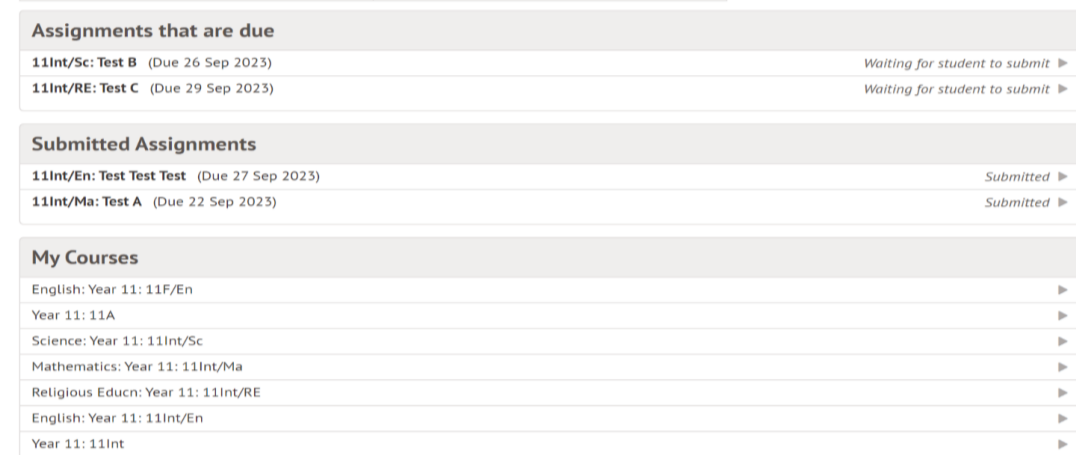 Assignments that are due
11Int/Sc: Test B (Due 26 Sep 2023) Waiting for student to submit
11Int/RE: Test C (Due 29 Sep 2023) Waiting for student to submit
Submitted Assignments
11Int/En: Test Test Test (Due 27 Sep 2023) Submitted
11Int/Ma: Test A (Due 22 Sep 2023) Submitted
My Courses
English: Year 11: 11F/En
Year 11: 11A
Science: Year 11: 11Int/Sc
Mathematics: Year 11: 11Int/Ma
Religious Educn: Year 11: 11Int/RE
English: Year 11: 11Int/En
Year 11: 11Int